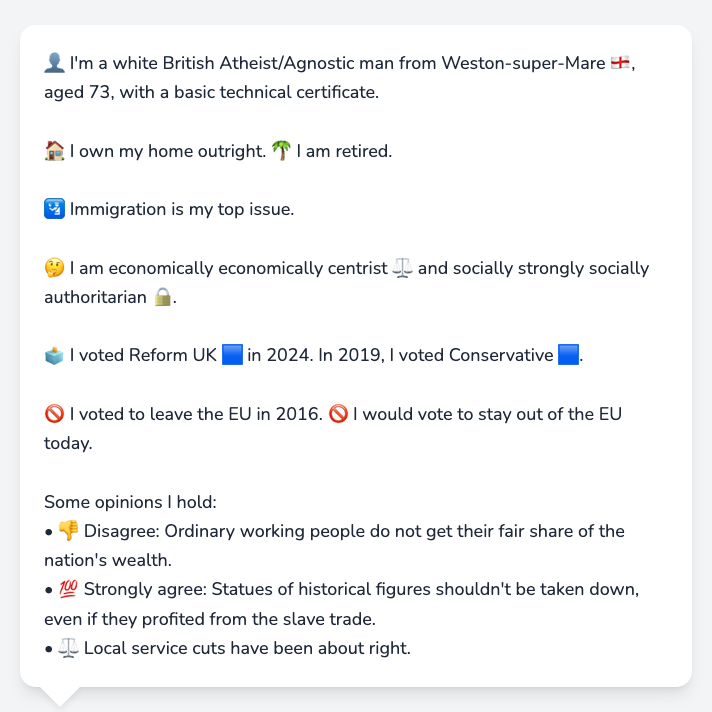 👤 I'm a white British Atheist/Agnostic man from Weston-super-Mare 🏴󠁧󠁢󠁥󠁮󠁧󠁿,
aged 73, with a basic technical certificate.
🏠 I own my home outright. 🌴 I am retired.
🛂 Immigration is my top issue.
🤔 I am economically economically centrist ⚖️ and socially strongly socially
authoritarian 🔒.
🗳️ I voted Reform UK 🟦 in 2024. In 2019, I voted Conservative 🟦.
🚫 I voted to leave the EU in 2016. 🚫 I would vote to stay out of the EU
today.
Some opinions I hold:
• 👎 Disagree: Ordinary working people do not get their fair share of the
nation's wealth.
• 💯 Strongly agree: Statues of historical figures shouldn't be taken down,
even if they profited from the slave trade.
• ⚖️ Local service cuts have been about right.